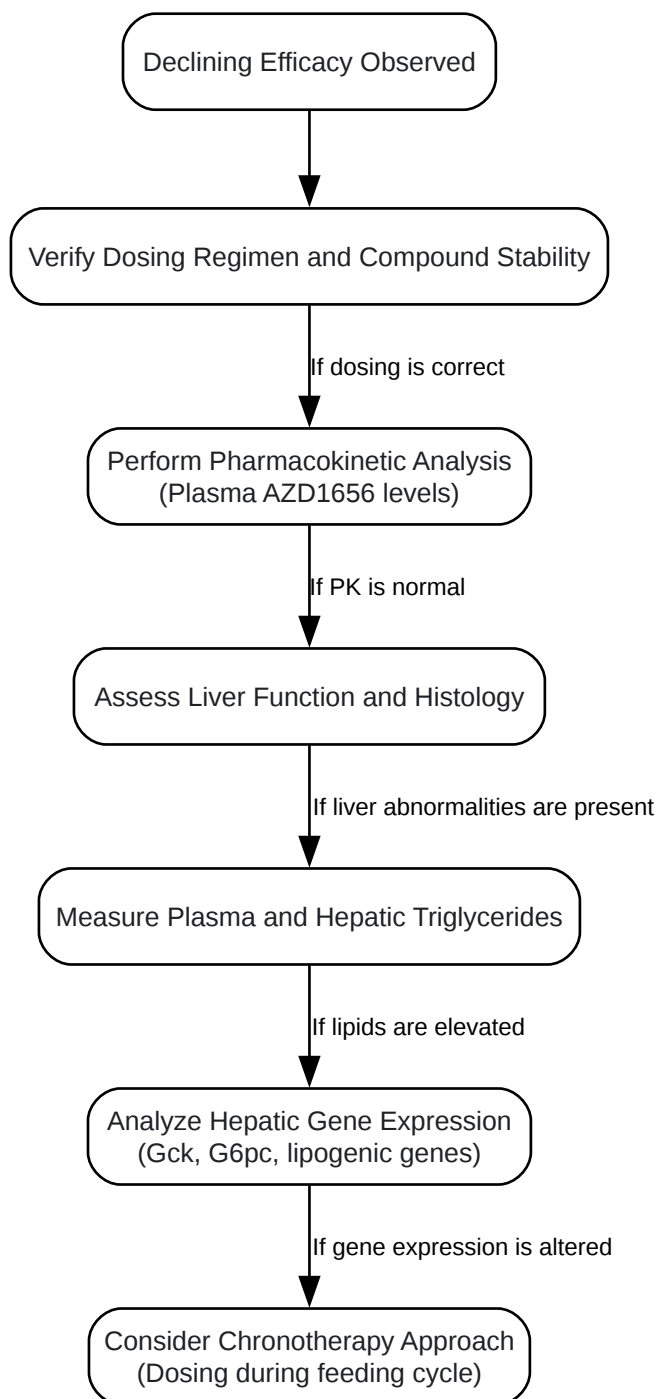 Declining Efficacy Observed
Verify Dosing Regimen and Compound Stability
If dosing is correct
Perform Pharmacokinetic Analysis
(Plasma AZD1656 levels)
If PK is normal
Assess Liver Function and Histology
If liver abnormalities are present
Measure Plasma and Hepatic Triglycerides
If lipids are elevated
Analyze Hepatic Gene Expression
(Gck, G6pc, lipogenic genes)
If gene expression is altered
Consider Chronotherapy Approach
(Dosing during feeding cycle)